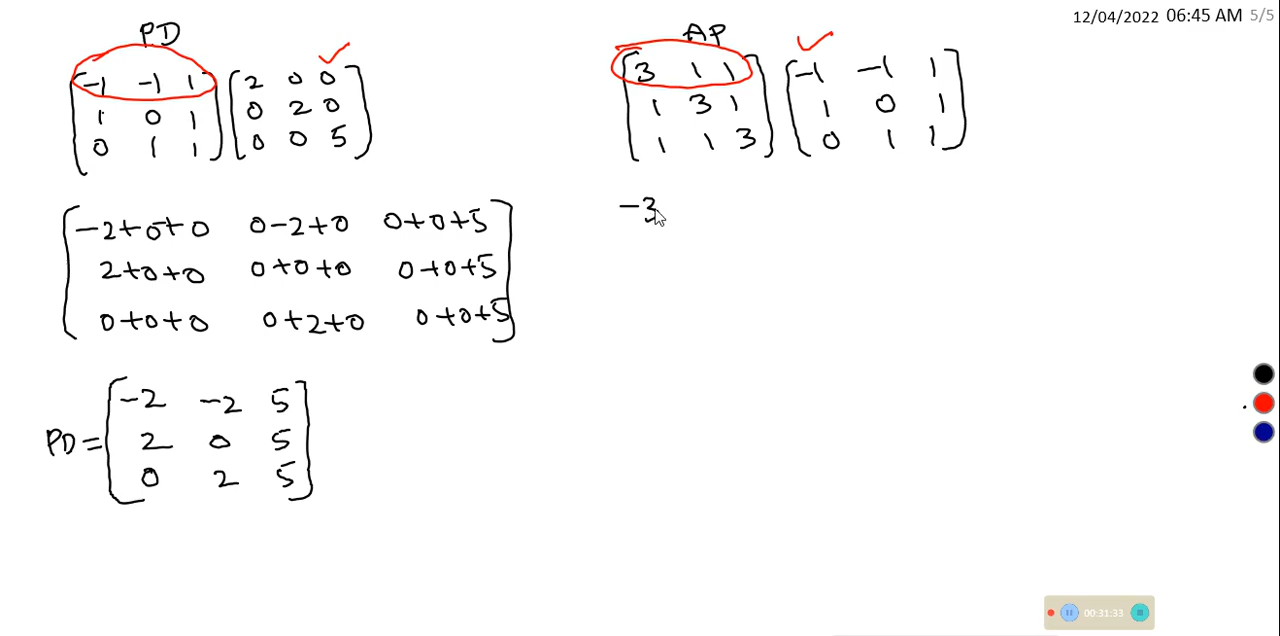 12/04/2022 06:45 AM 5/5
PD
-1 -1 1 2 0 0
1 0 1 0 2 0
0 1 1 0 0 5
-2+0+0 0-2+0 0+0+5
2+0+0 0+0+0 0+0+5
0+0+0 0+2+0 0+0+5
PD=
-2 -2 5
2 0 5
0 2 5
AP
3 1 1 -1 -1 1
1 3 1 1 0 1
1 1 3 0 1 1
-3
00:31:33